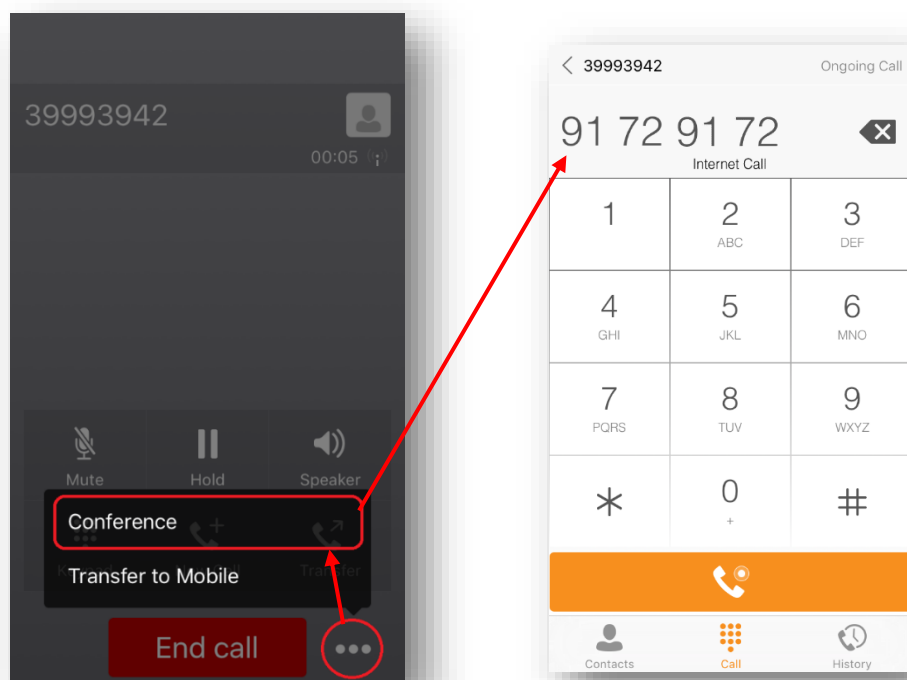 39993942
00:05
Mute Hold Speaker
Conference
Transfer to Mobile
Transfer
End call
39993942 Ongoing Call
91 72 91 72
Internet Call
1 2 3
ABC DEF
4 5 6
GHI JKL MNO
7 8 9
PQRS TUV WXYZ
* 0 #
+
Contacts Call History